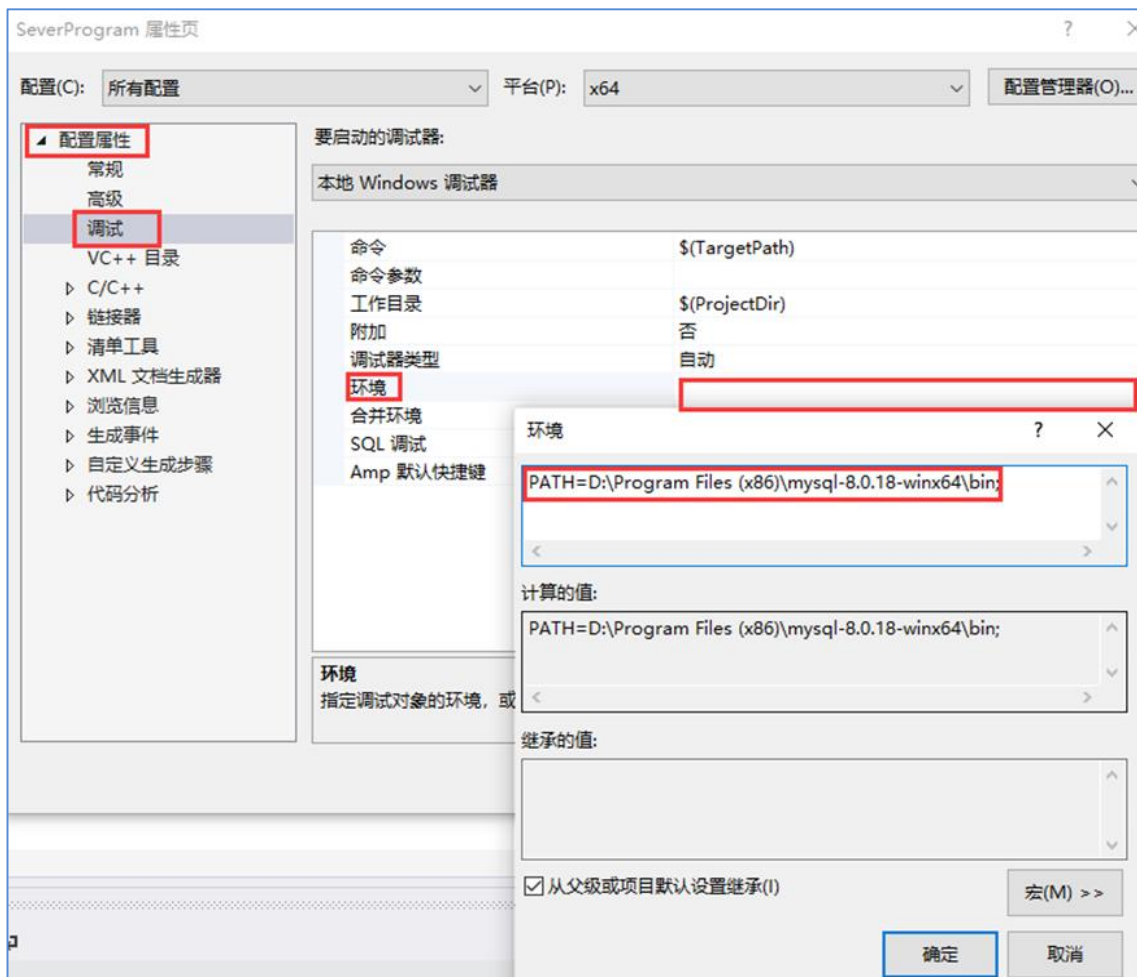 SeverProgram 属性页
?
配置(C): 所有配置 平台(P): x64 配置管理器(O)...
配置属性
常规
高级
调试
VC++ 目录
C/C++
链接器
清单工具
XML 文档生成器
浏览信息
生成事件
自定义生成步骤
代码分析
要启动的调试器:
本地 Windows 调试器
命令 $(TargetPath)
命令参数
工作目录 $(ProjectDir)
附加 否
调试器类型 自动
环境
合并环境
SQL 调试
Amp 默认快捷键
环境
指定调试对象的环境，或
环境 ?
PATH=D:\Program Files (x86)\mysql-8.0.18-winx64\bin;
计算的值:
PATH=D:\Program Files (x86)\mysql-8.0.18-winx64\bin;
继承的值:
从父级或项目默认设置继承(I)
宏(M) >>
确定 取消